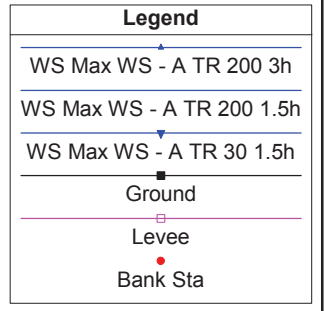 Legend
WS Max WS - A TR 200 3h
WS Max WS - A TR 200 1.5h
WS Max WS - A TR 30 1.5h
Ground
Levee
Bank Sta